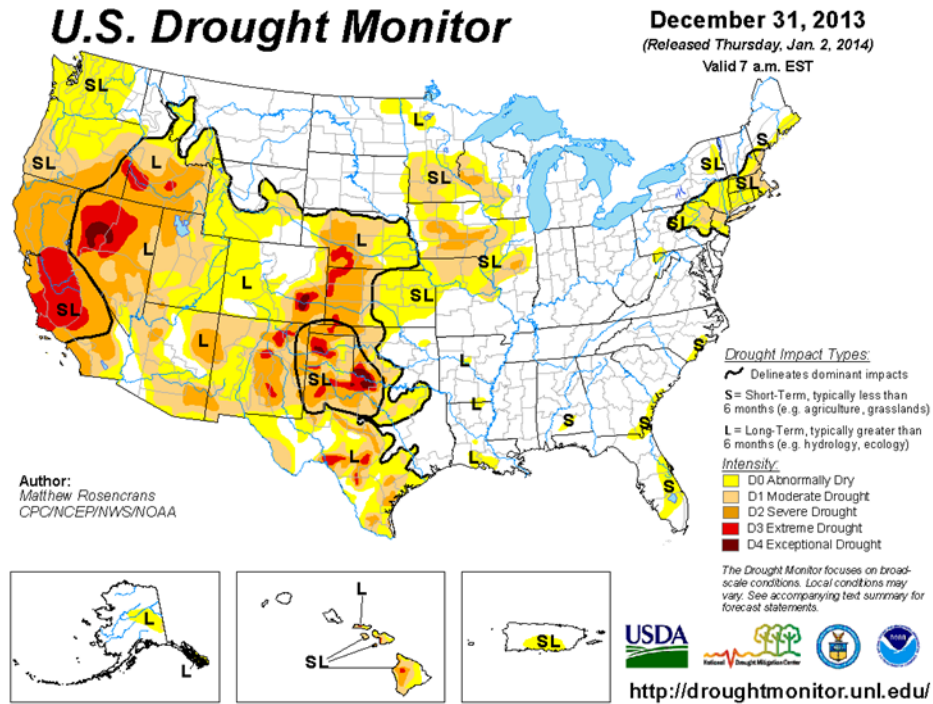 U.S. Drought Monitor
December 31, 2013
(Released Thursday, Jan. 2, 2014)
Valid 7 a.m. EST
SL
L
SL
L
SL
S
SL
SL
SL
L
L
SL
L
SL
SL
L
S
L
SL
L
S
S
L
L
S
Drought Impact Types:
Delineates dominant impacts
S = Short-Term, typically less than
6 months (e.g. agriculture, grasslands)
L = Long-Term, typically greater than
6 months (e.g. hydrology, ecology)
Intensity:
D0 Abnormally Dry
D1 Moderate Drought
D2 Severe Drought
D3 Extreme Drought
D4 Exceptional Drought
Author:
Matthew Rosencrans
CPC/NCEP/NWS/NOAA
The Drought Monitor focuses on broad-
scale conditions. Local conditions may
vary. See accompanying text summary for
forecast statements.
L
L
L
SL
SL
USDA
National Drought Mitigation Center
http://droughtmonitor.unl.edu/